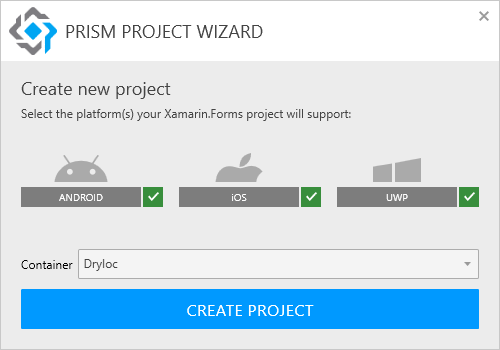 PRISM PROJECT WIZARD
Create new project
Select the platform(s) your Xamarin.Forms project will support:
ANDROID
iOS
UWP
Container
DryIoc
CREATE PROJECT